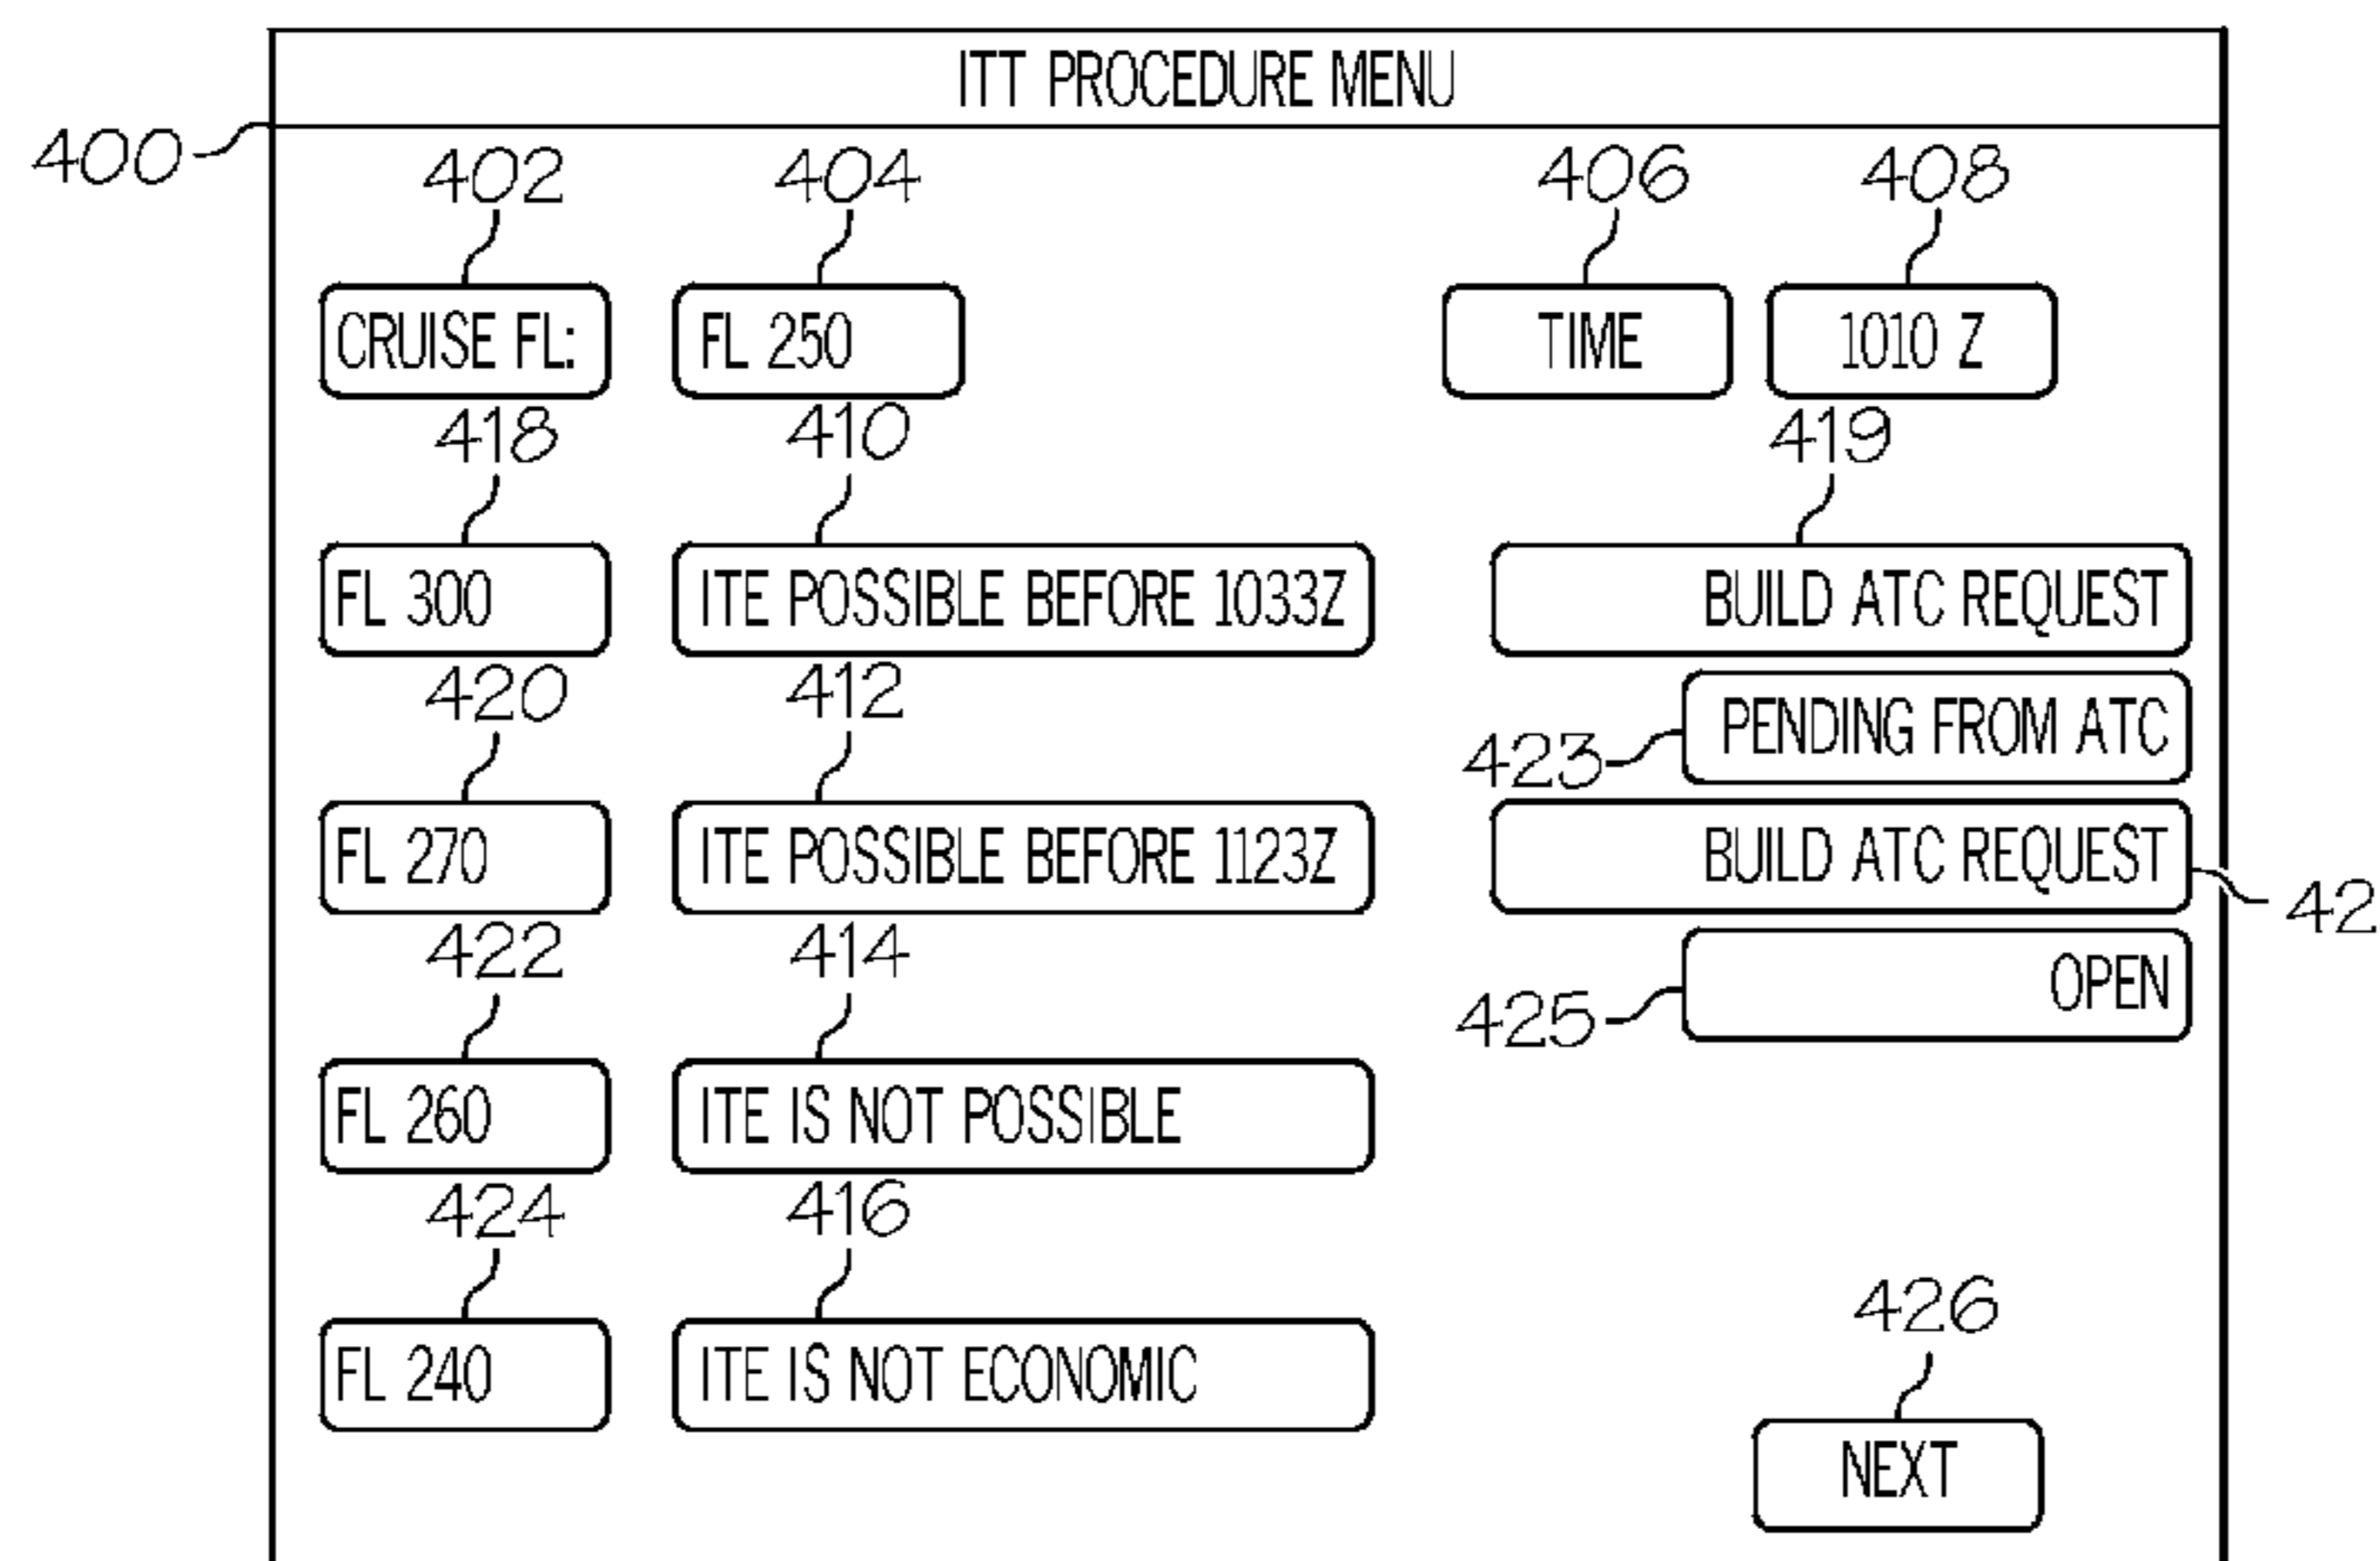 ITT PROCEDURE MENU
400
402 404 406 408
CRUISE FL: FL 250 TIME 1010 Z
418 410 419
FL 300 ITE POSSIBLE BEFORE 1033Z BUILD ATC REQUEST
420 412
423 PENDING FROM ATC
FL 270 ITE POSSIBLE BEFORE 1123Z BUILD ATC REQUEST
42
422 414
425 OPEN
FL 260 ITE IS NOT POSSIBLE
424 416
426
FL 240 ITE IS NOT ECONOMIC
NEXT